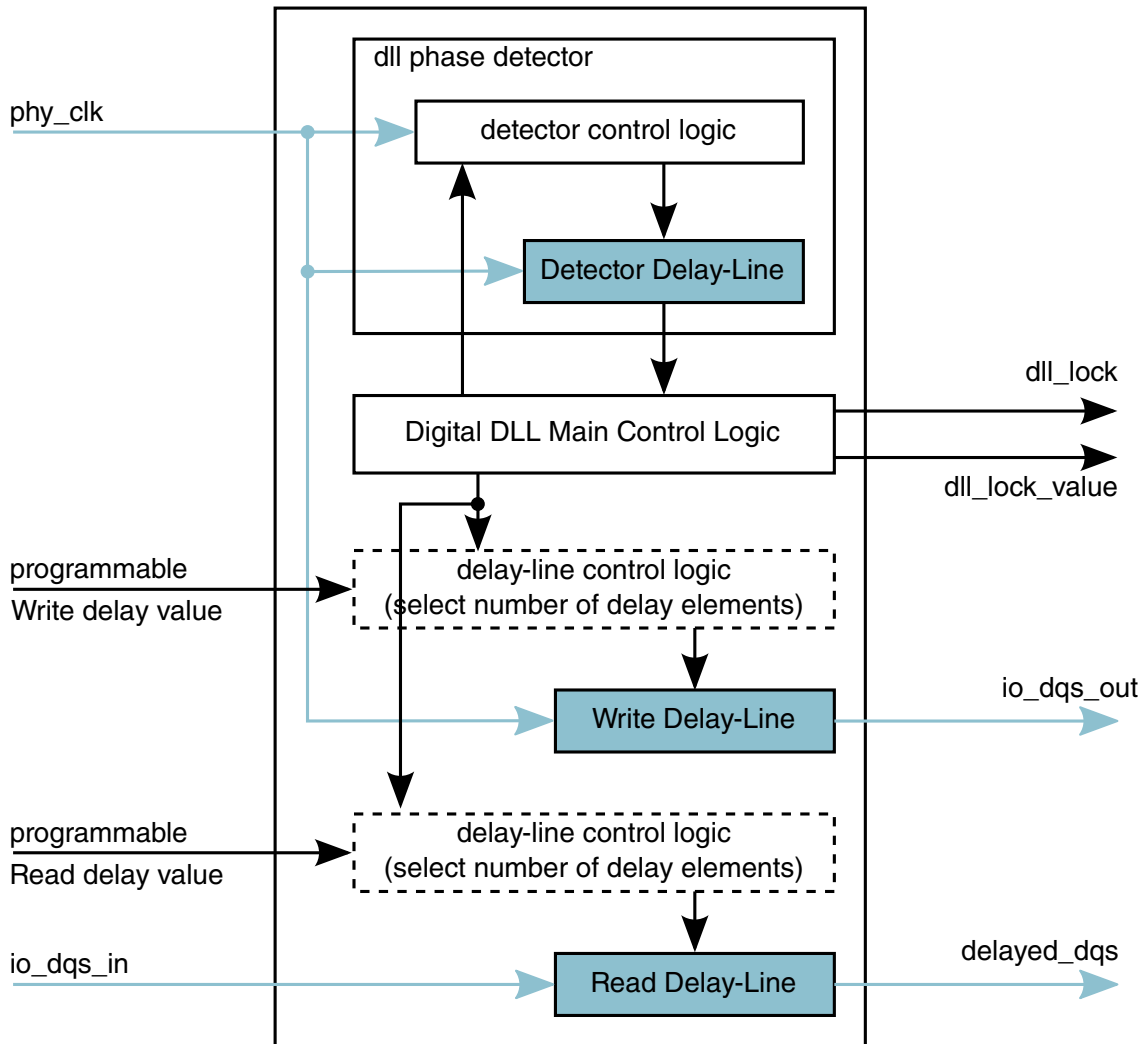 dll phase detector
phy_clk
detector control logic
Detector Delay-Line
dll_lock
Digital DLL Main Control Logic
dll_lock_value
programmable
Write delay value
delay-line control logic
(select number of delay elements)
io_dqs_out
Write Delay-Line
programmable
Read delay value
delay-line control logic
(select number of delay elements)
io_dqs_in
delayed_dqs
Read Delay-Line